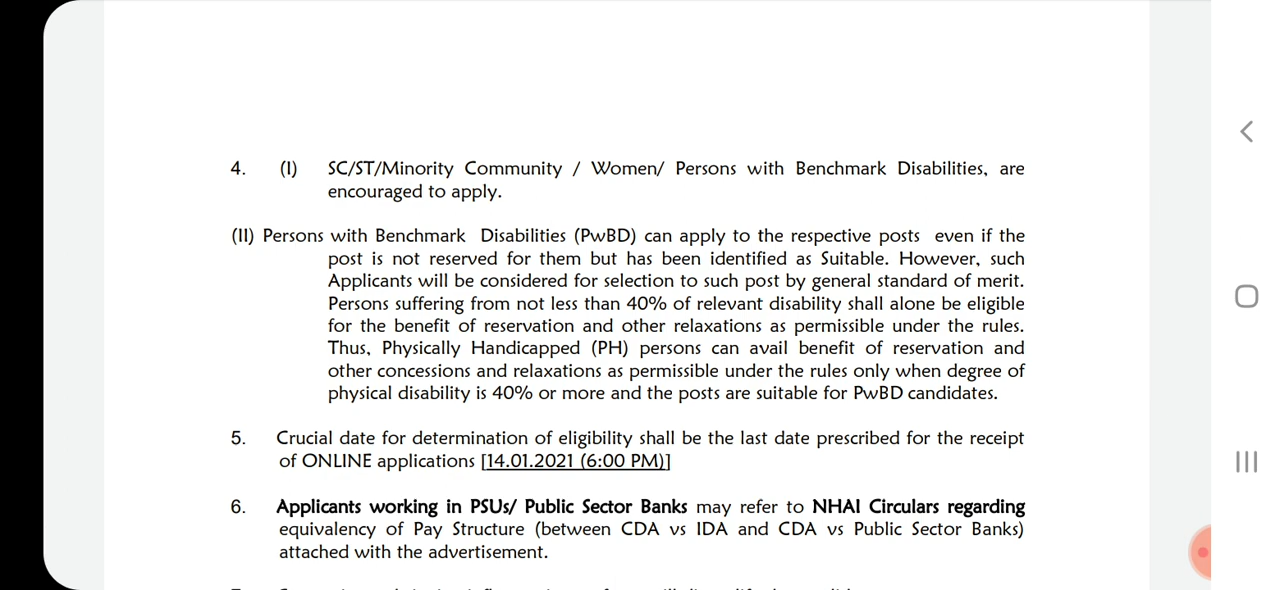 4. (I) SC/ST/Minority Community / Women/ Persons with Benchmark Disabilities, are
encouraged to apply.
(II) Persons with Benchmark Disabilities (PwBD) can apply to the respective posts even if the
post is not reserved for them but has been identified as Suitable. However, such
Applicants will be considered for selection to such post by general standard of merit.
Persons suffering from not less than 40% of relevant disability shall alone be eligible
for the benefit of reservation and other relaxations as permissible under the rules.
Thus, Physically Handicapped (PH) persons can avail benefit of reservation and
other concessions and relaxations as permissible under the rules only when degree of
physical disability is 40% or more and the posts are suitable for PwBD candidates.
5. Crucial date for determination of eligibility shall be the last date prescribed for the receipt
of ONLINE applications [14.01.2021 (6:00 PM)]
6. Applicants working in PSUs/ Public Sector Banks may refer to NHAI Circulars regarding
equivalency of Pay Structure (between CDA vs IDA and CDA vs Public Sector Banks)
attached with the advertisement.